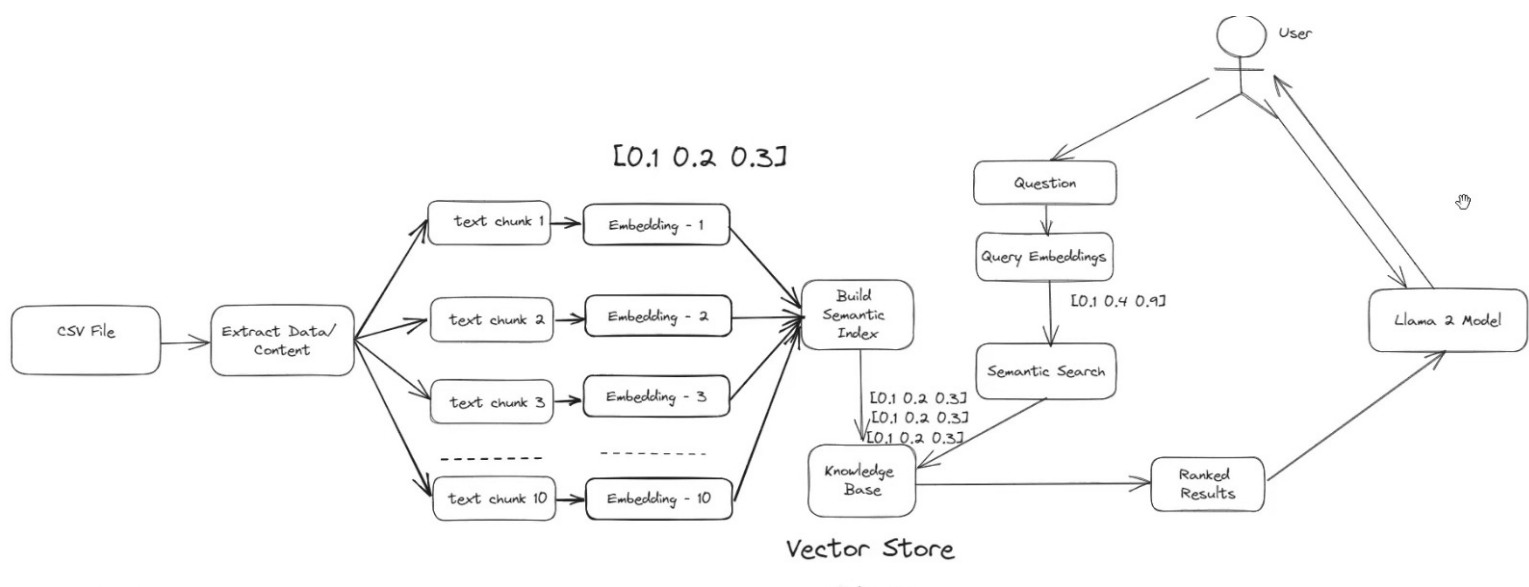 User
[0.1 0.2 0.3]
Question
text chunk 1
Embedding - 1
Query Embeddings
[0.1 0.4 0.9]
Build
Semantic
Index
CSV File
Extract Data/
Content
text chunk 2
Embedding - 2
Llama 2 Model
Semantic Search
text chunk 3
Embedding - 3
[0.1 0.2 0.3]
[0.1 0.2 0.3]
[0.1 0.2 0.3]
text chunk 10
Embedding - 10
Knowledge
Base
Ranked
Results
Vector Store